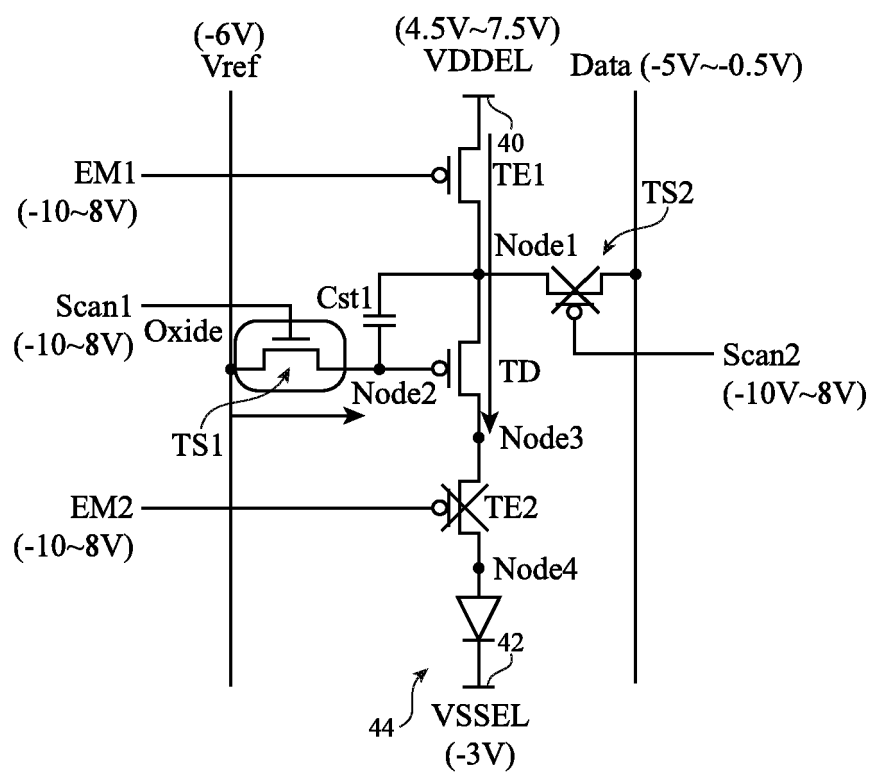 (-6V)
Vref
(4.5V~7.5V)
VDDEL
Data (-5V~-0.5V)
40
EM1
(-10~8V)
TE1
TS2
Node1
Scan1
(-10~8V)
Oxide
Cst1
Scan2
(-10V~8V)
TD
Node2
TS1
Node3
EM2
(-10~8V)
TE2
Node4
42
44
VSSEL
(-3V)